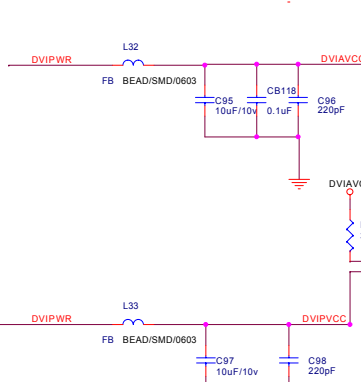 L32
DVIPWR
DVIAVCC
FB BEAD/SMD/0603
C95
10uF/10v
CB118
0.1uF
C96
220pF
L33
DVIPWR
DVIPVCC
FB BEAD/SMD/0603
C97
10uF/10v
C98
220pF